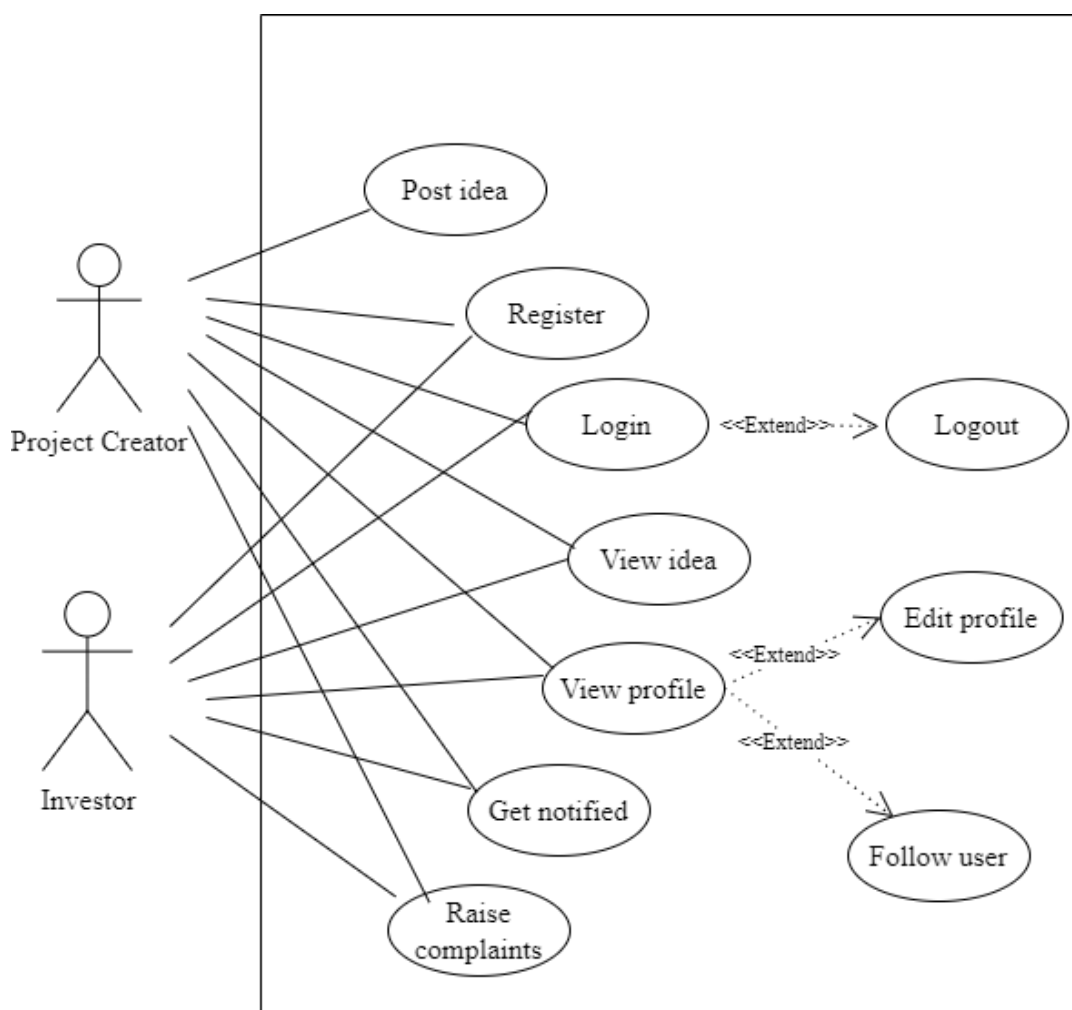 Post idea
Register
Project Creator
Login
<<Extend>>
Logout
View idea
Edit profile
<<Extend>>
View profile
<<Extend>>
Investor
Get notified
Follow user
Raise
complaints